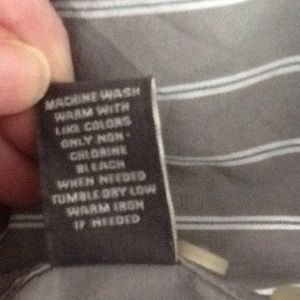 MACHINE WASH
WARM WITH
LIKE COLORS
ONLY NON-
CHLORINE
BLEACH
WHEN NEEDED
TUMBLE DRY LOW
WARM IRON
IF NEEDED